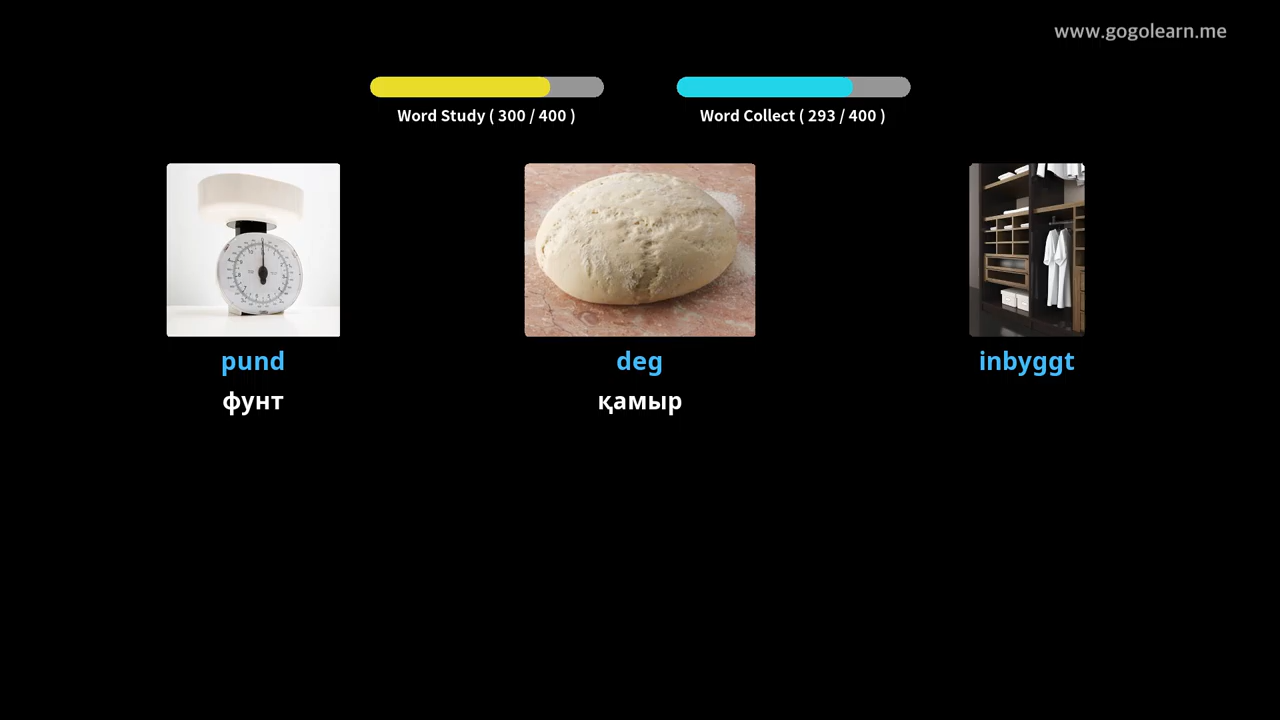 www.gogolearn.me
Word Study ( 300 / 400 )
Word Collect ( 293 / 400 )
pund
deg
inbyggt
фунт
қамыр